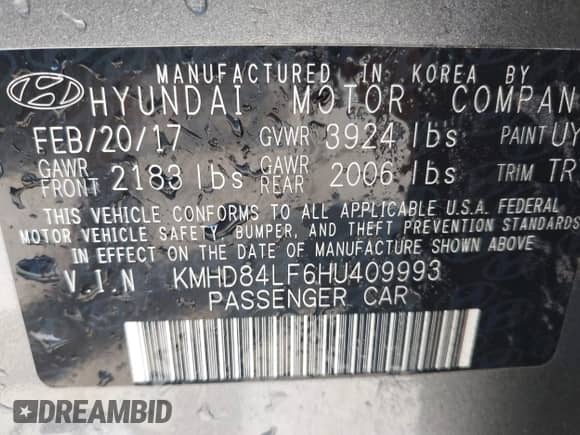 MANUFACTURED IN KOREA BY
HYUNDAI MOTOR COMPAN
FEB/20/17 GVWR 3924 lbs PAINT UY
GAWR FRONT 2183 lbs GAWR REAR 2006 lbs TRIM TR
THIS VEHICLE CONFORMS TO ALL APPLICABLE U.S.A. FEDERAL
MOTOR VEHICLE SAFETY, BUMPER, AND THEFT PREVENTION STANDARDS
IN EFFECT ON THE DATE OF MANUFACTURE SHOWN ABOVE.
V.I.N KMHD84LF6HU409993
PASSENGER CAR
DREAMBID